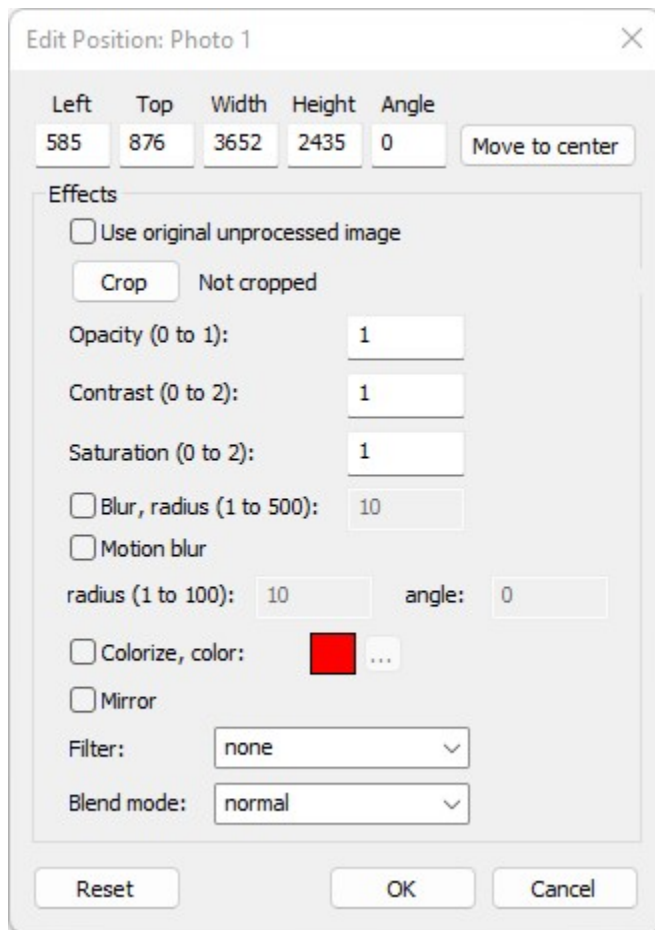 Edit Position: Photo 1
Left Top Width Height Angle
585 876 3652 2435 0 Move to center
Effects
Use original unprocessed image
Crop Not cropped
Opacity (0 to 1): 1
Contrast (0 to 2): 1
Saturation (0 to 2): 1
Blur, radius (1 to 500): 10
Motion blur
radius (1 to 100): 10 angle: 0
Colorize, color: ...
Mirror
Filter: none
Blend mode: normal
Reset OK Cancel